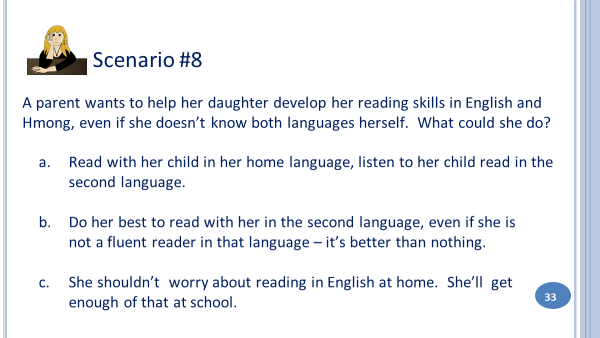 Scenario #8
A parent wants to help her daughter develop her reading skills in English and
Hmong, even if she doesn’t know both languages herself. What could she do?
a. Read with her child in her home language, listen to her child read in the
second language.
b. Do her best to read with her in the second language, even if she is
not a fluent reader in that language – it’s better than nothing.
c. She shouldn’t worry about reading in English at home. She’ll get
enough of that at school.
33